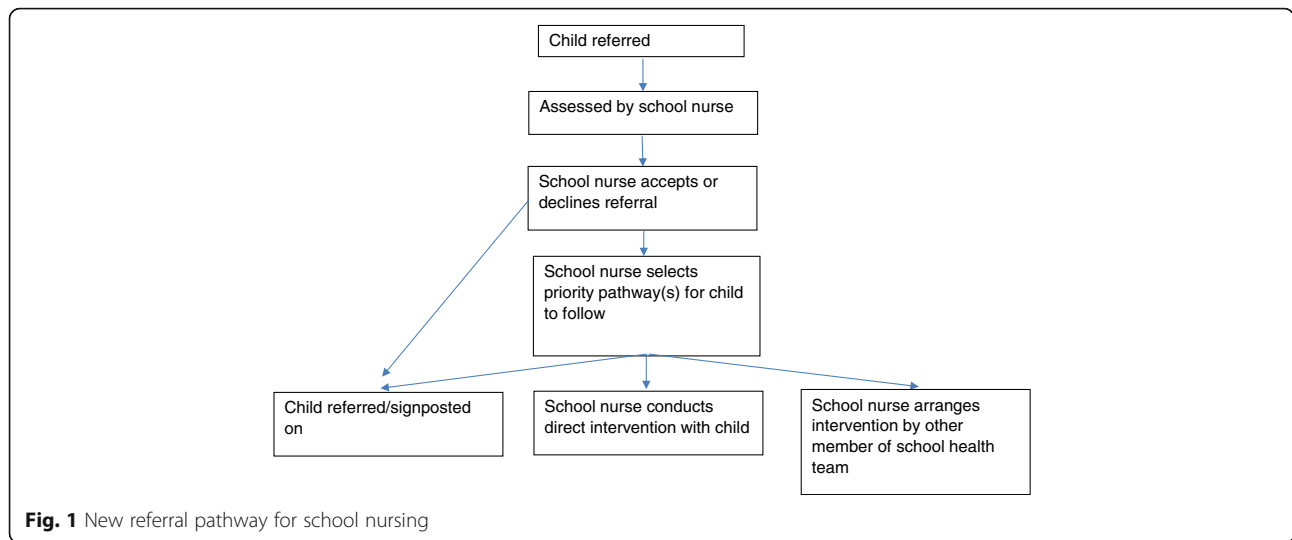 Child referred
Assessed by school nurse
School nurse accepts or
declines referral
School nurse selects
priority pathway(s) for child
to follow
Child referred/signposted
on
School nurse conducts
direct intervention with child
School nurse arranges
intervention by other
member of school health
team
Fig. 1 New referral pathway for school nursing